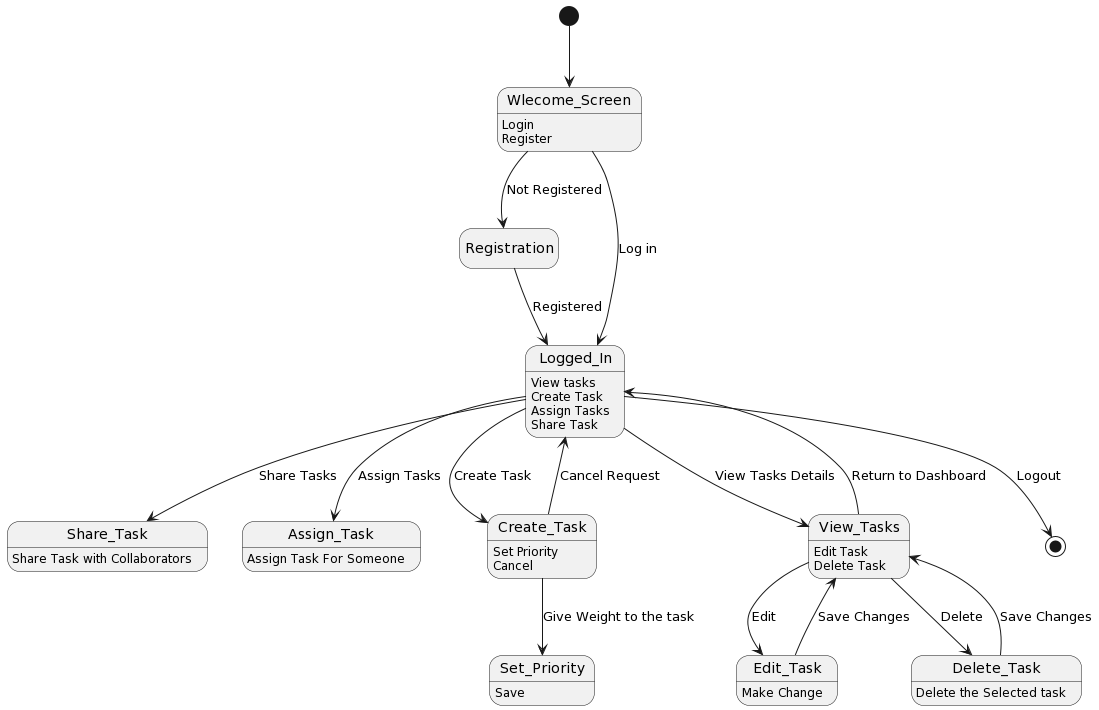 Wlecome_Screen
Login
Register
Not Registered
Registration
Log in
Registered
Logged_In
View tasks
Create Task
Assign Tasks
Share Task
Share Tasks
Assign Tasks
Create Task
Cancel Request
View Tasks Details
Return to Dashboard
Logout
Share_Task
Share Task with Collaborators
Assign_Task
Assign Task For Someone
Create_Task
Set Priority
Cancel
View_Tasks
Edit Task
Delete Task
Give Weight to the task
Edit
Save Changes
Delete
Save Changes
Set_Priority
Save
Edit_Task
Make Change
Delete_Task
Delete the Selected task